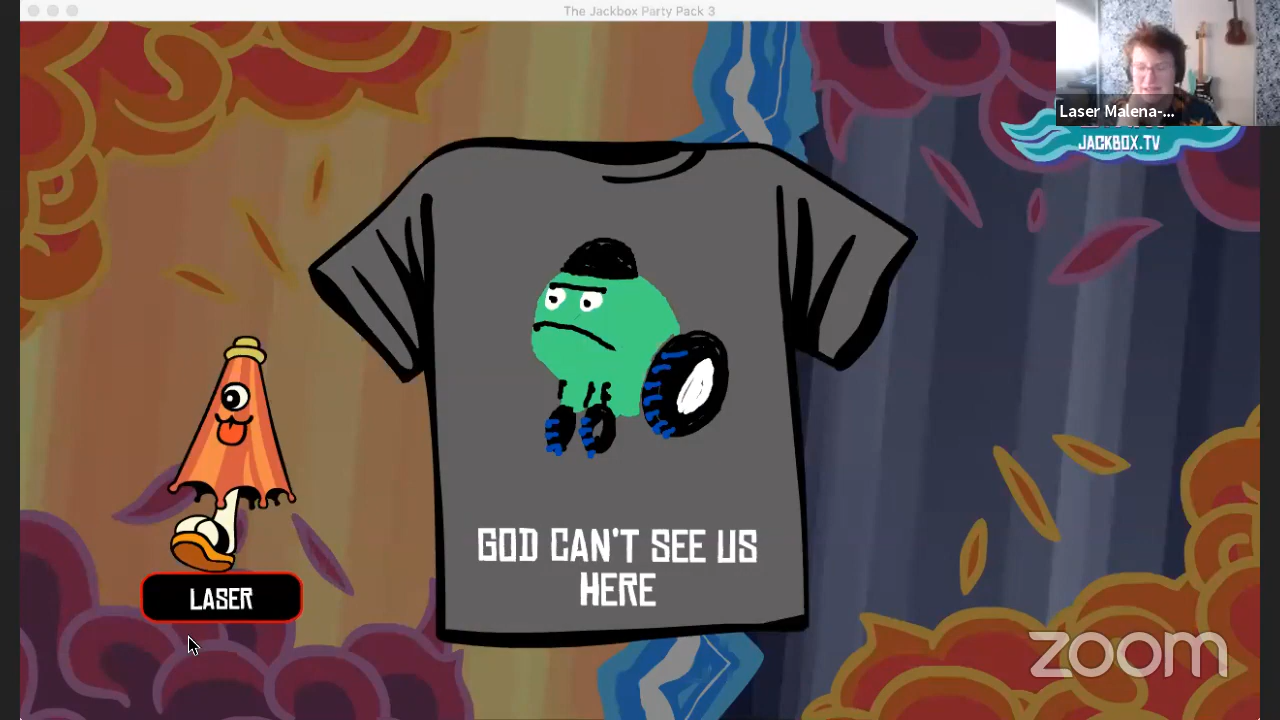 The Jackbox Party Pack 3
Laser Malena-...
JACKBOX.TV
GOD CAN'T SEE US
HERE
LASER
zoom